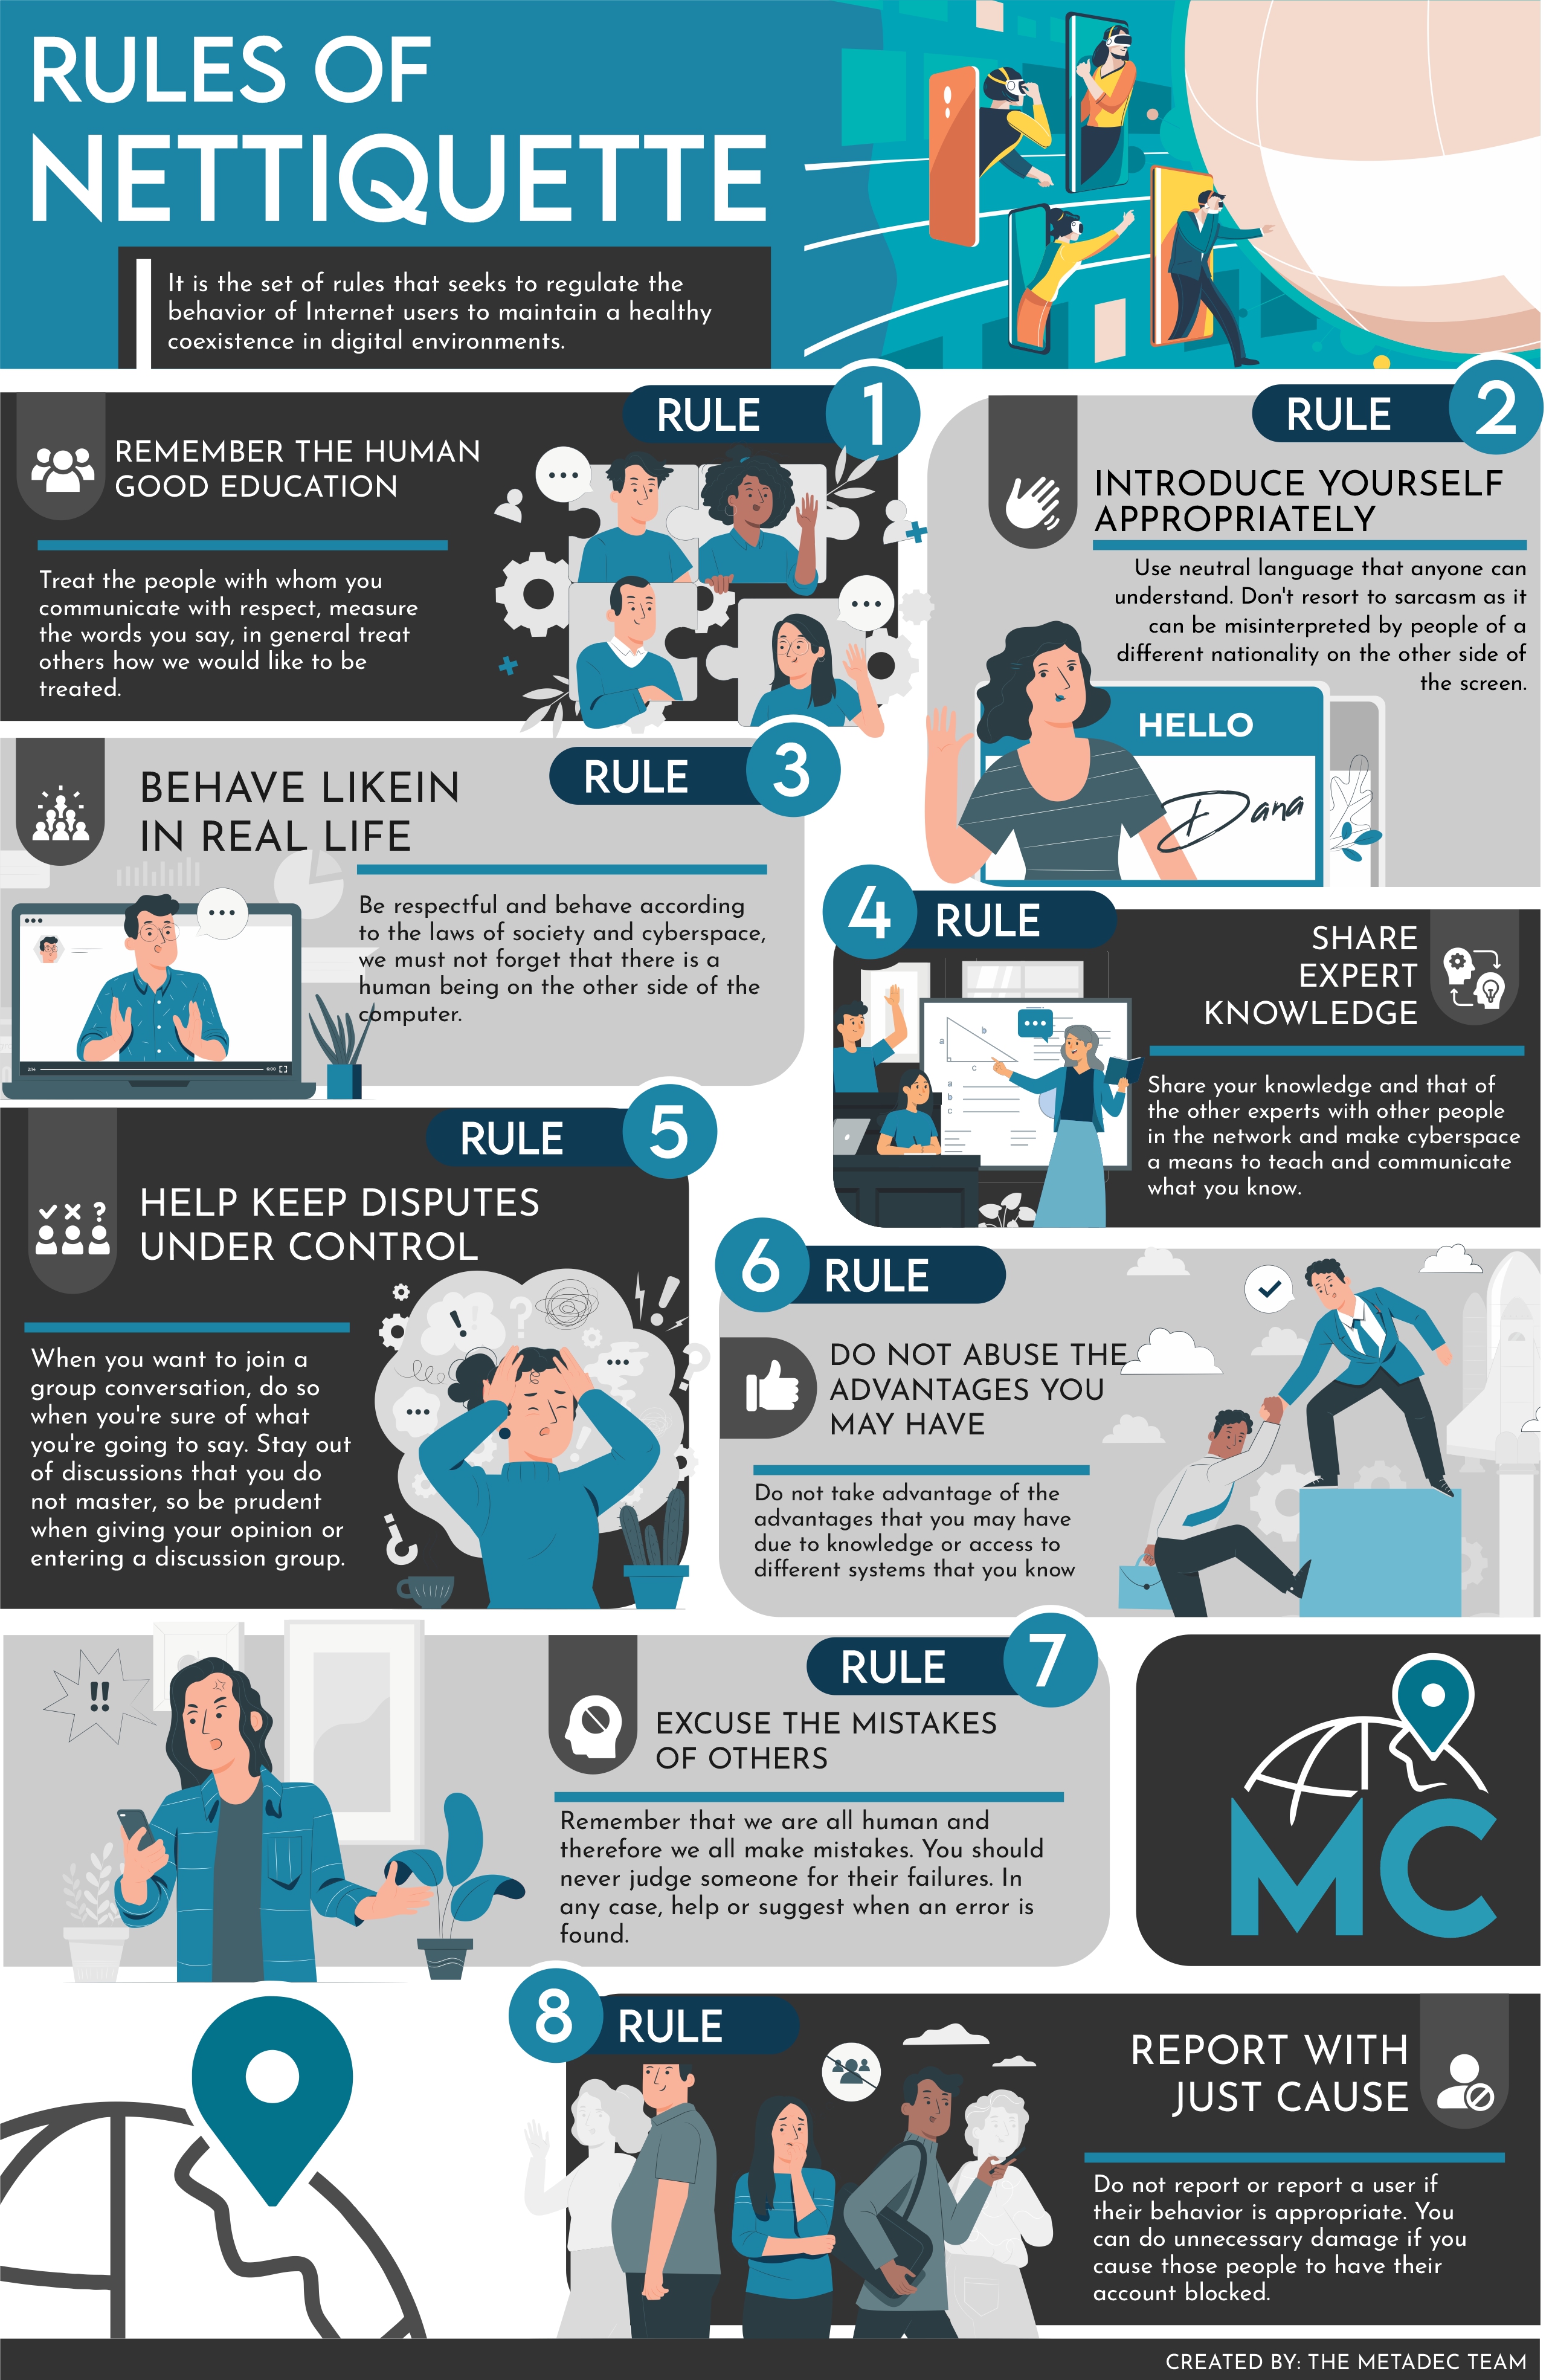 RULES OF
NETTIQUETTE
It is the set of rules that seeks to regulate the
behavior of Internet users to maintain a healthy
coexistence in digital environments.
RULE 1
REMEMBER THE HUMAN
GOOD EDUCATION
Treat the people with whom you
communicate with respect, measure
the words you say, in general treat
others how we would like to be
treated.
RULE 2
INTRODUCE YOURSELF
APPROPRIATELY
Use neutral language that anyone can
understand. Don't resort to sarcasm as it
can be misinterpreted by people of a
different nationality on the other side of
the screen.
HELLO
Dana
RULE 3
BEHAVE LIKEIN
IN REAL LIFE
Be respectful and behave according
to the laws of society and cyberspace,
we must not forget that there is a
human being on the other side of the
computer.
2:14 6:00
4 RULE
SHARE
EXPERT
KNOWLEDGE
a b
c
a
b
c
Share your knowledge and that of
the other experts with other people
in the network and make cyberspace
a means to teach and communicate
what you know.
RULE 5
HELP KEEP DISPUTES
UNDER CONTROL
When you want to join a
group conversation, do so
when you're sure of what
you're going to say. Stay out
of discussions that you do
not master, so be prudent
when giving your opinion or
entering a discussion group.
6 RULE
DO NOT ABUSE THE
ADVANTAGES YOU
MAY HAVE
Do not take advantage of the
advantages that you may have
due to knowledge or access to
different systems that you know
RULE 7
EXCUSE THE MISTAKES
OF OTHERS
Remember that we are all human and
therefore we all make mistakes. You should
never judge someone for their failures. In
any case, help or suggest when an error is
found.
!!
MC
8 RULE
REPORT WITH
JUST CAUSE
Do not report or report a user if
their behavior is appropriate. You
can do unnecessary damage if you
cause those people to have their
account blocked.
CREATED BY: THE METADEC TEAM